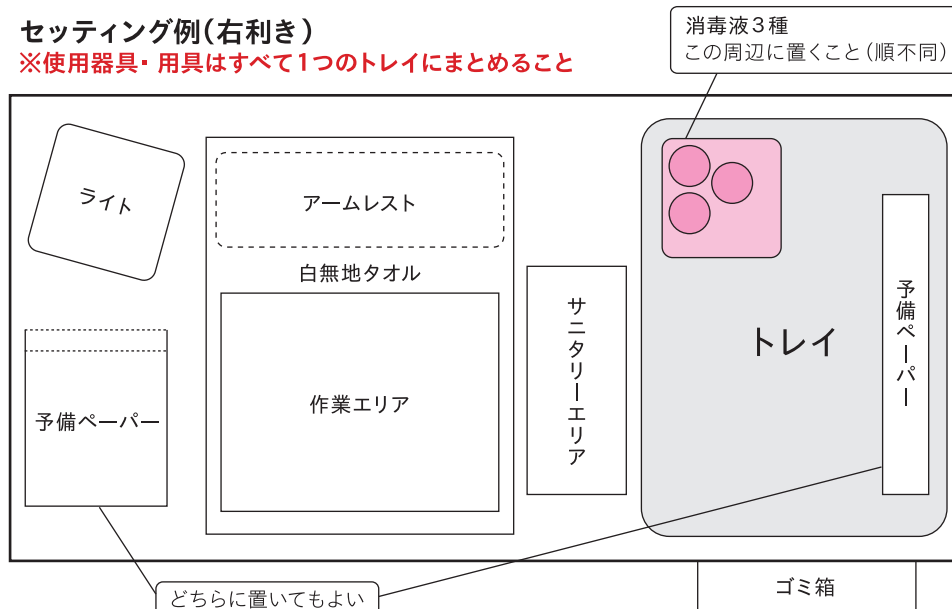 セッティング例（右利き）
※使用器具・用具はすべて1つのトレイにまとめること
消毒液３種
この周辺に置くこと（順不同）
ライト
アームレスト
白無地タオル
作業エリア
予備ペーパー
サニタリーエリア
トレイ
予備ペーパー
どちらに置いてもよい
ゴミ箱